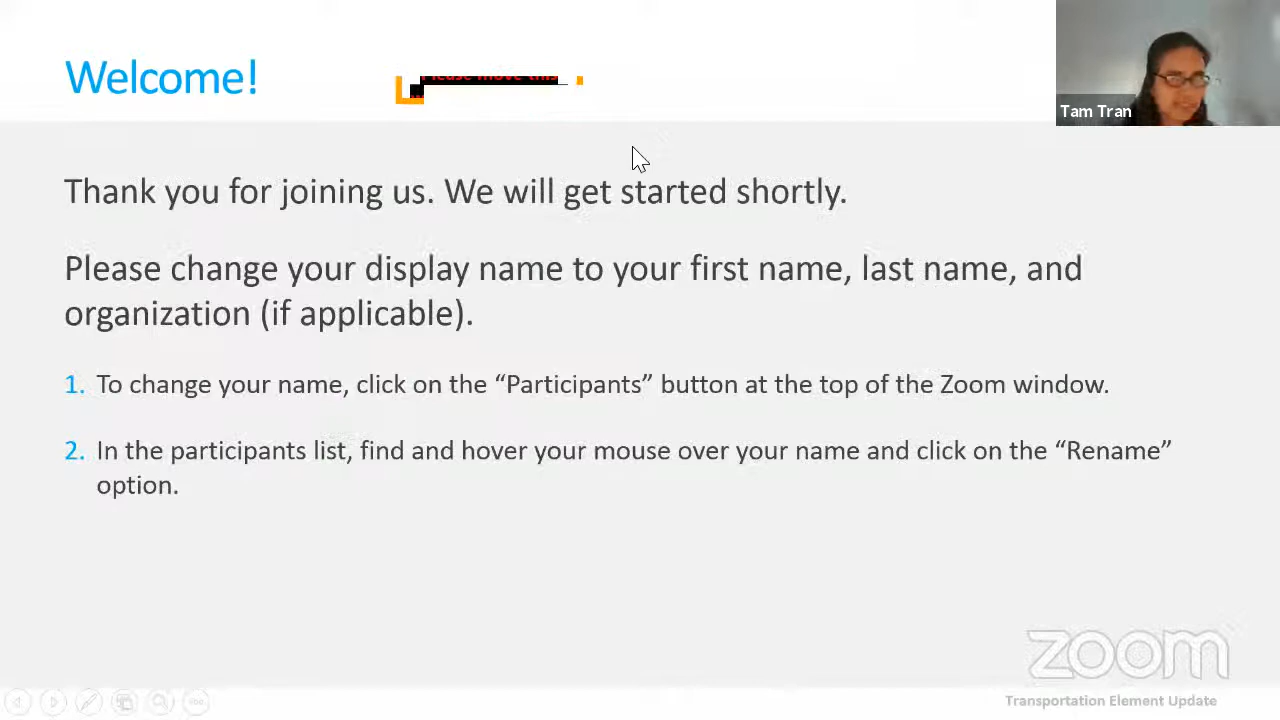 Welcome!
Please move this
Tam Tran
Thank you for joining us. We will get started shortly.
Please change your display name to your first name, last name, and
organization (if applicable).
1. To change your name, click on the “Participants” button at the top of the Zoom window.
2. In the participants list, find and hover your mouse over your name and click on the “Rename”
option.
zoom
Transportation Element Update